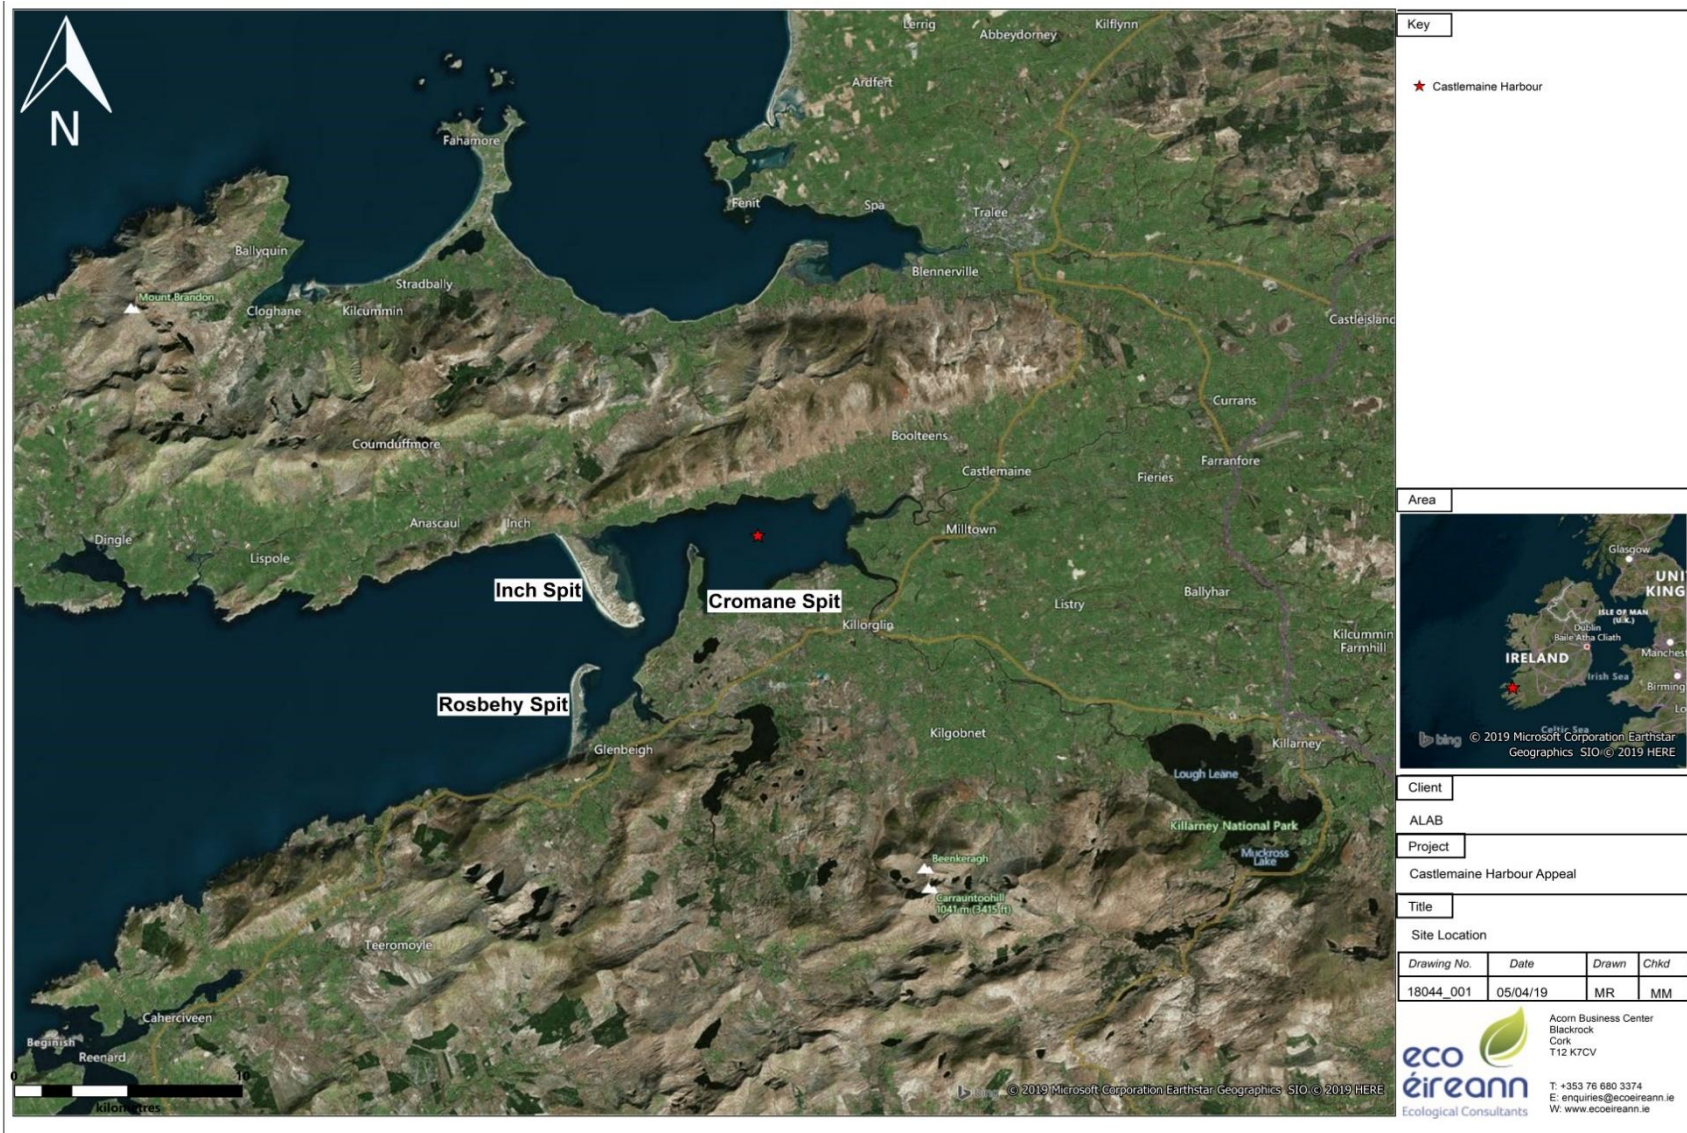 N
Lerrig
Kilflynn
Abbeydorney
Ardfert
Fahamore
Fenit
Spa
Tralee
Ballyquin
Blennerville
Stradbally
Mount Brandon
Cloghane
Kilcummin
Castleisland
Currans
Boolteens
Coumduffmore
Farranfore
Castlemaine
Fieries
Anascaul
Inch
Milltown
Dingle
Lispole
Inch Spit
Cromane Spit
Ballyhar
Listry
Killorglin
Kilcummin
Farmhill
Rosbehy Spit
Kilgobnet
Killarney
Glenbeigh
Lough Leane
Killarney National Park
Muckross
Lake
Beenkeragh
Carrauntoohill
1041 m (3415 ft)
Teeromoyle
Caherciveen
Beginish
Reenard
0
10
kilometres
bing
© 2019 Microsoft Corporation Earthstar Geographics SIO © 2019 HERE
Key
Castlemaine Harbour
Area
Glasgow
UNI
KING
ISLE OF MAN
(U.K.)
Dublin
Baile Átha Cliath
Manchest
IRELAND
Irish Sea
Birming
Lo
Celtic Sea
bing
© 2019 Microsoft Corporation Earthstar
Geographics SIO © 2019 HERE
Client
ALAB
Project
Castlemaine Harbour Appeal
Title
Site Location
Drawing No. Date Drawn Chkd
18044_001 05/04/19 MR MM
eco
éireann
Ecological Consultants
Acorn Business Center
Blackrock
Cork
T12 K7CV
T: +353 76 680 3374
E: enquiries@ecoeireann.ie
W: www.ecoeireann.ie